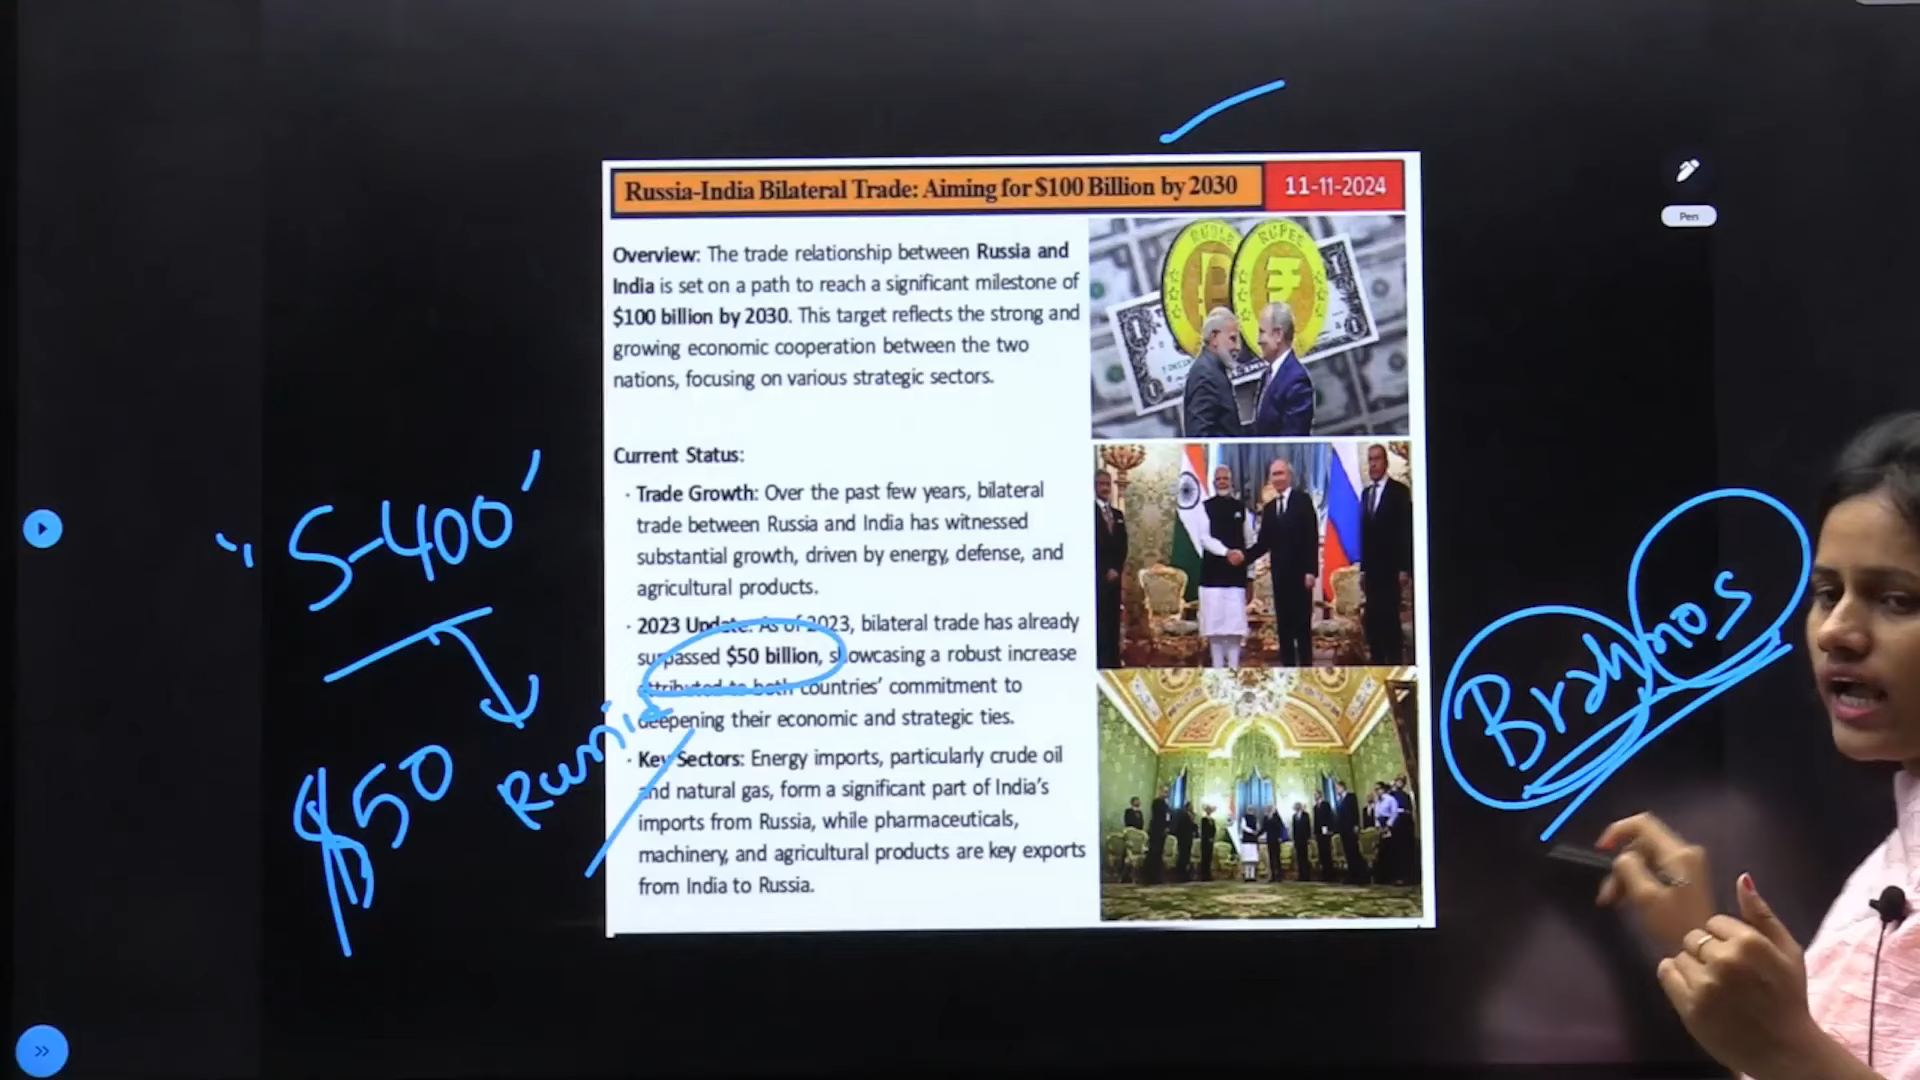 Russia-India Bilateral Trade: Aiming for $100 Billion by 2030
11-11-2024
Pen
Overview: The trade relationship between Russia and
India is set on a path to reach a significant milestone of
$100 billion by 2030. This target reflects the strong and
growing economic cooperation between the two
nations, focusing on various strategic sectors.
RUBLE
RUPEE
₹
Current Status:
· Trade Growth: Over the past few years, bilateral
trade between Russia and India has witnessed
substantial growth, driven by energy, defense, and
agricultural products.
· 2023 Update: As of 2023, bilateral trade has already
surpassed $50 billion, showcasing a robust increase
attributed to both countries' commitment to
deepening their economic and strategic ties.
· Key Sectors: Energy imports, particularly crude oil
and natural gas, form a significant part of India's
imports from Russia, while pharmaceuticals,
machinery, and agricultural products are key exports
from India to Russia.
S-400
Russia
$50
Brahmos